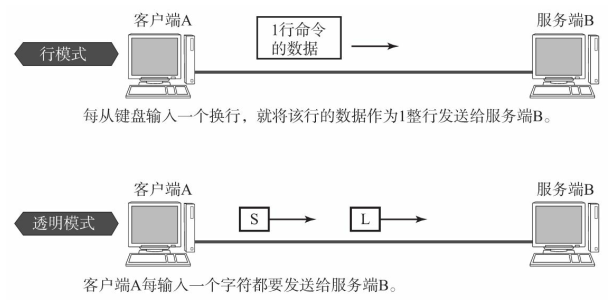 客户端A
服务端B
1行命令
的数据
行模式
每从键盘输入一个换行，就将该行的数据作为1整行发送给服务端B。
客户端A
服务端B
S
L
透明模式
客户端A每输入一个字符都要发送给服务端B。